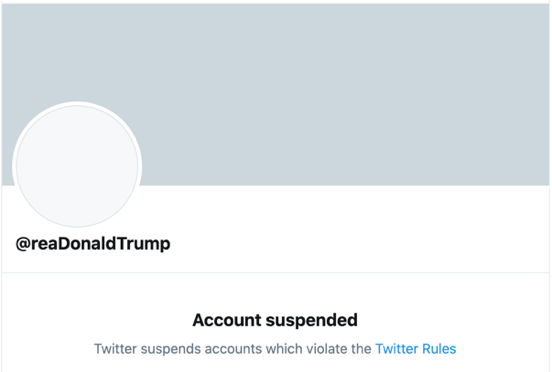 @reaDonaldTrump
Account suspended
Twitter suspends accounts which violate the Twitter Rules